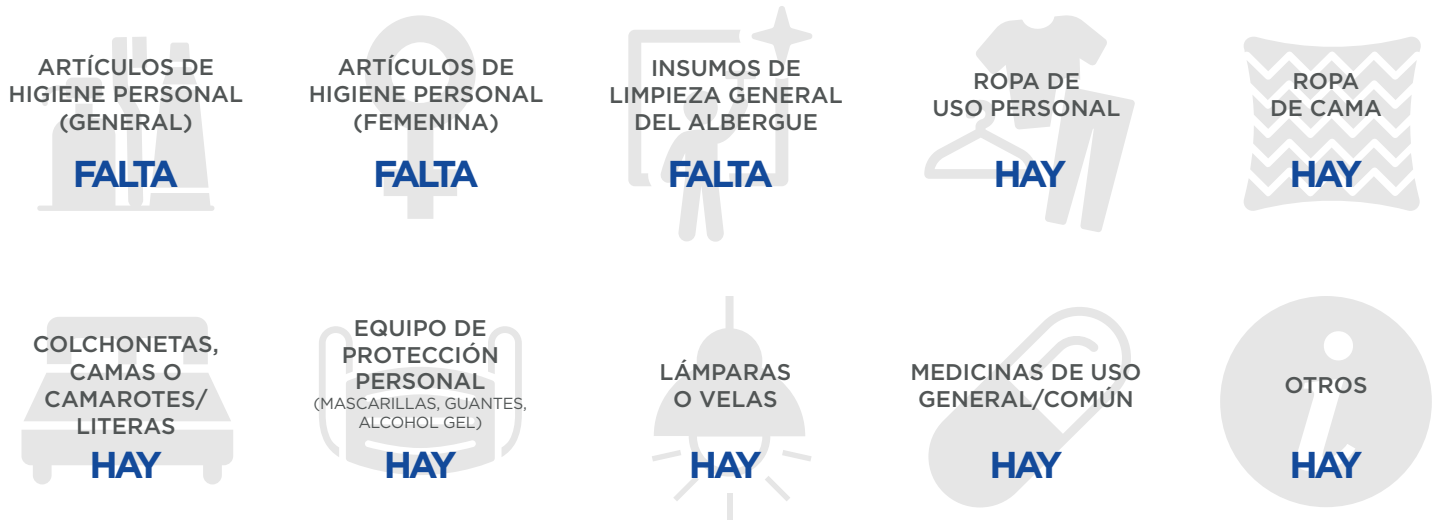 ARTÍCULOS DE
HIGIENE PERSONAL
(GENERAL)
FALTA
ARTÍCULOS DE
HIGIENE PERSONAL
(FEMENINA)
FALTA
INSUMOS DE
LIMPIEZA GENERAL
DEL ALBERGUE
FALTA
ROPA DE
USO PERSONAL
HAY
ROPA
DE CAMA
HAY
COLCHONETAS,
CAMAS O
CAMAROTES/
LITERAS
HAY
EQUIPO DE
PROTECCIÓN
PERSONAL
(MASCARILLAS, GUANTES,
ALCOHOL GEL)
HAY
LÁMPARAS
O VELAS
HAY
MEDICINAS DE USO
GENERAL/COMÚN
HAY
OTROS
HAY